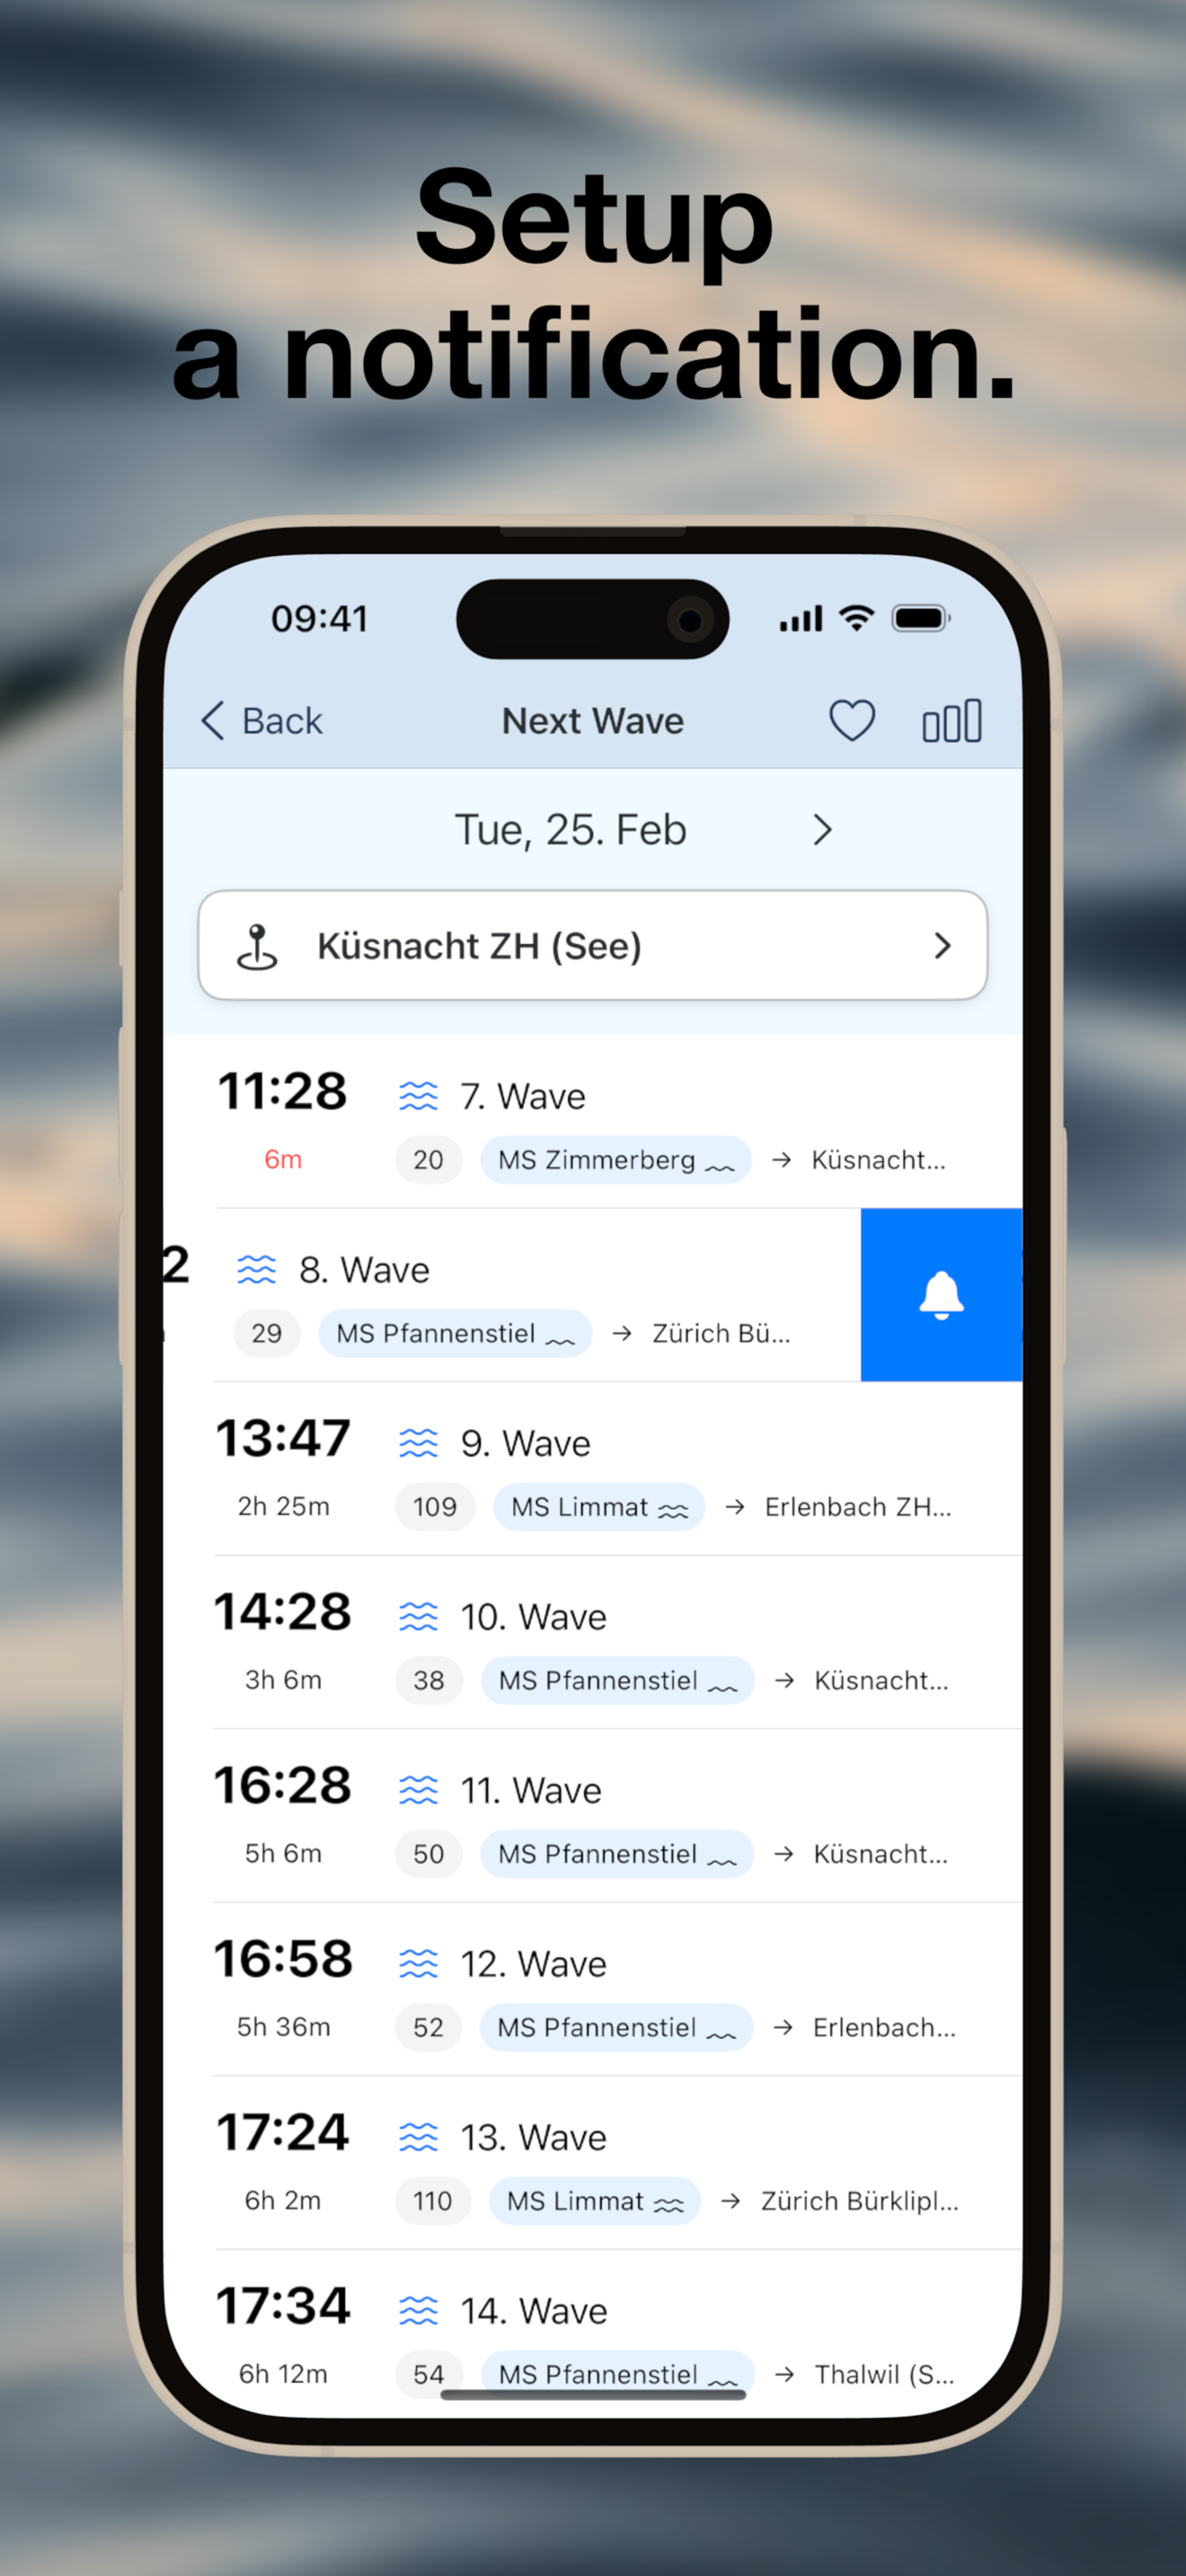 Setup
a notification.
09:41
Back
Next Wave
Tue, 25. Feb
Küsnacht ZH (See)
11:28
7. Wave
6m
20
MS Zimmerberg
→ Küsnacht...
2
8. Wave
29
MS Pfannenstiel
→ Zürich Bü...
13:47
9. Wave
2h 25m
109
MS Limmat
→ Erlenbach ZH...
14:28
10. Wave
3h 6m
38
MS Pfannenstiel
→ Küsnacht...
16:28
11. Wave
5h 6m
50
MS Pfannenstiel
→ Küsnacht...
16:58
12. Wave
5h 36m
52
MS Pfannenstiel
→ Erlenbach...
17:24
13. Wave
6h 2m
110
MS Limmat
→ Zürich Bürklipl...
17:34
14. Wave
6h 12m
54
MS Pfannenstiel
→ Thalwil (S...